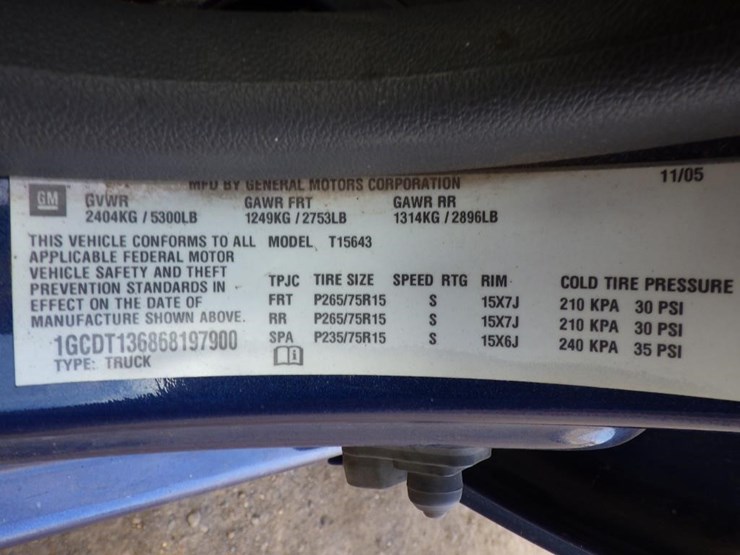 MFD BY GENERAL MOTORS CORPORATION 11/05
GM
GVWR GAWR FRT GAWR RR
2404KG / 5300LB 1249KG / 2753LB 1314KG / 2896LB
THIS VEHICLE CONFORMS TO ALL
APPLICABLE FEDERAL MOTOR
VEHICLE SAFETY AND THEFT
PREVENTION STANDARDS IN
EFFECT ON THE DATE OF
MANUFACTURE SHOWN ABOVE.
1GCDT136868197900
TYPE: TRUCK
MODEL T15643
TPJC TIRE SIZE SPEED RTG RIM COLD TIRE PRESSURE
FRT P265/75R15 S 15X7J 210 KPA 30 PSI
RR P265/75R15 S 15X7J 210 KPA 30 PSI
SPA P235/75R15 S 15X6J 240 KPA 35 PSI